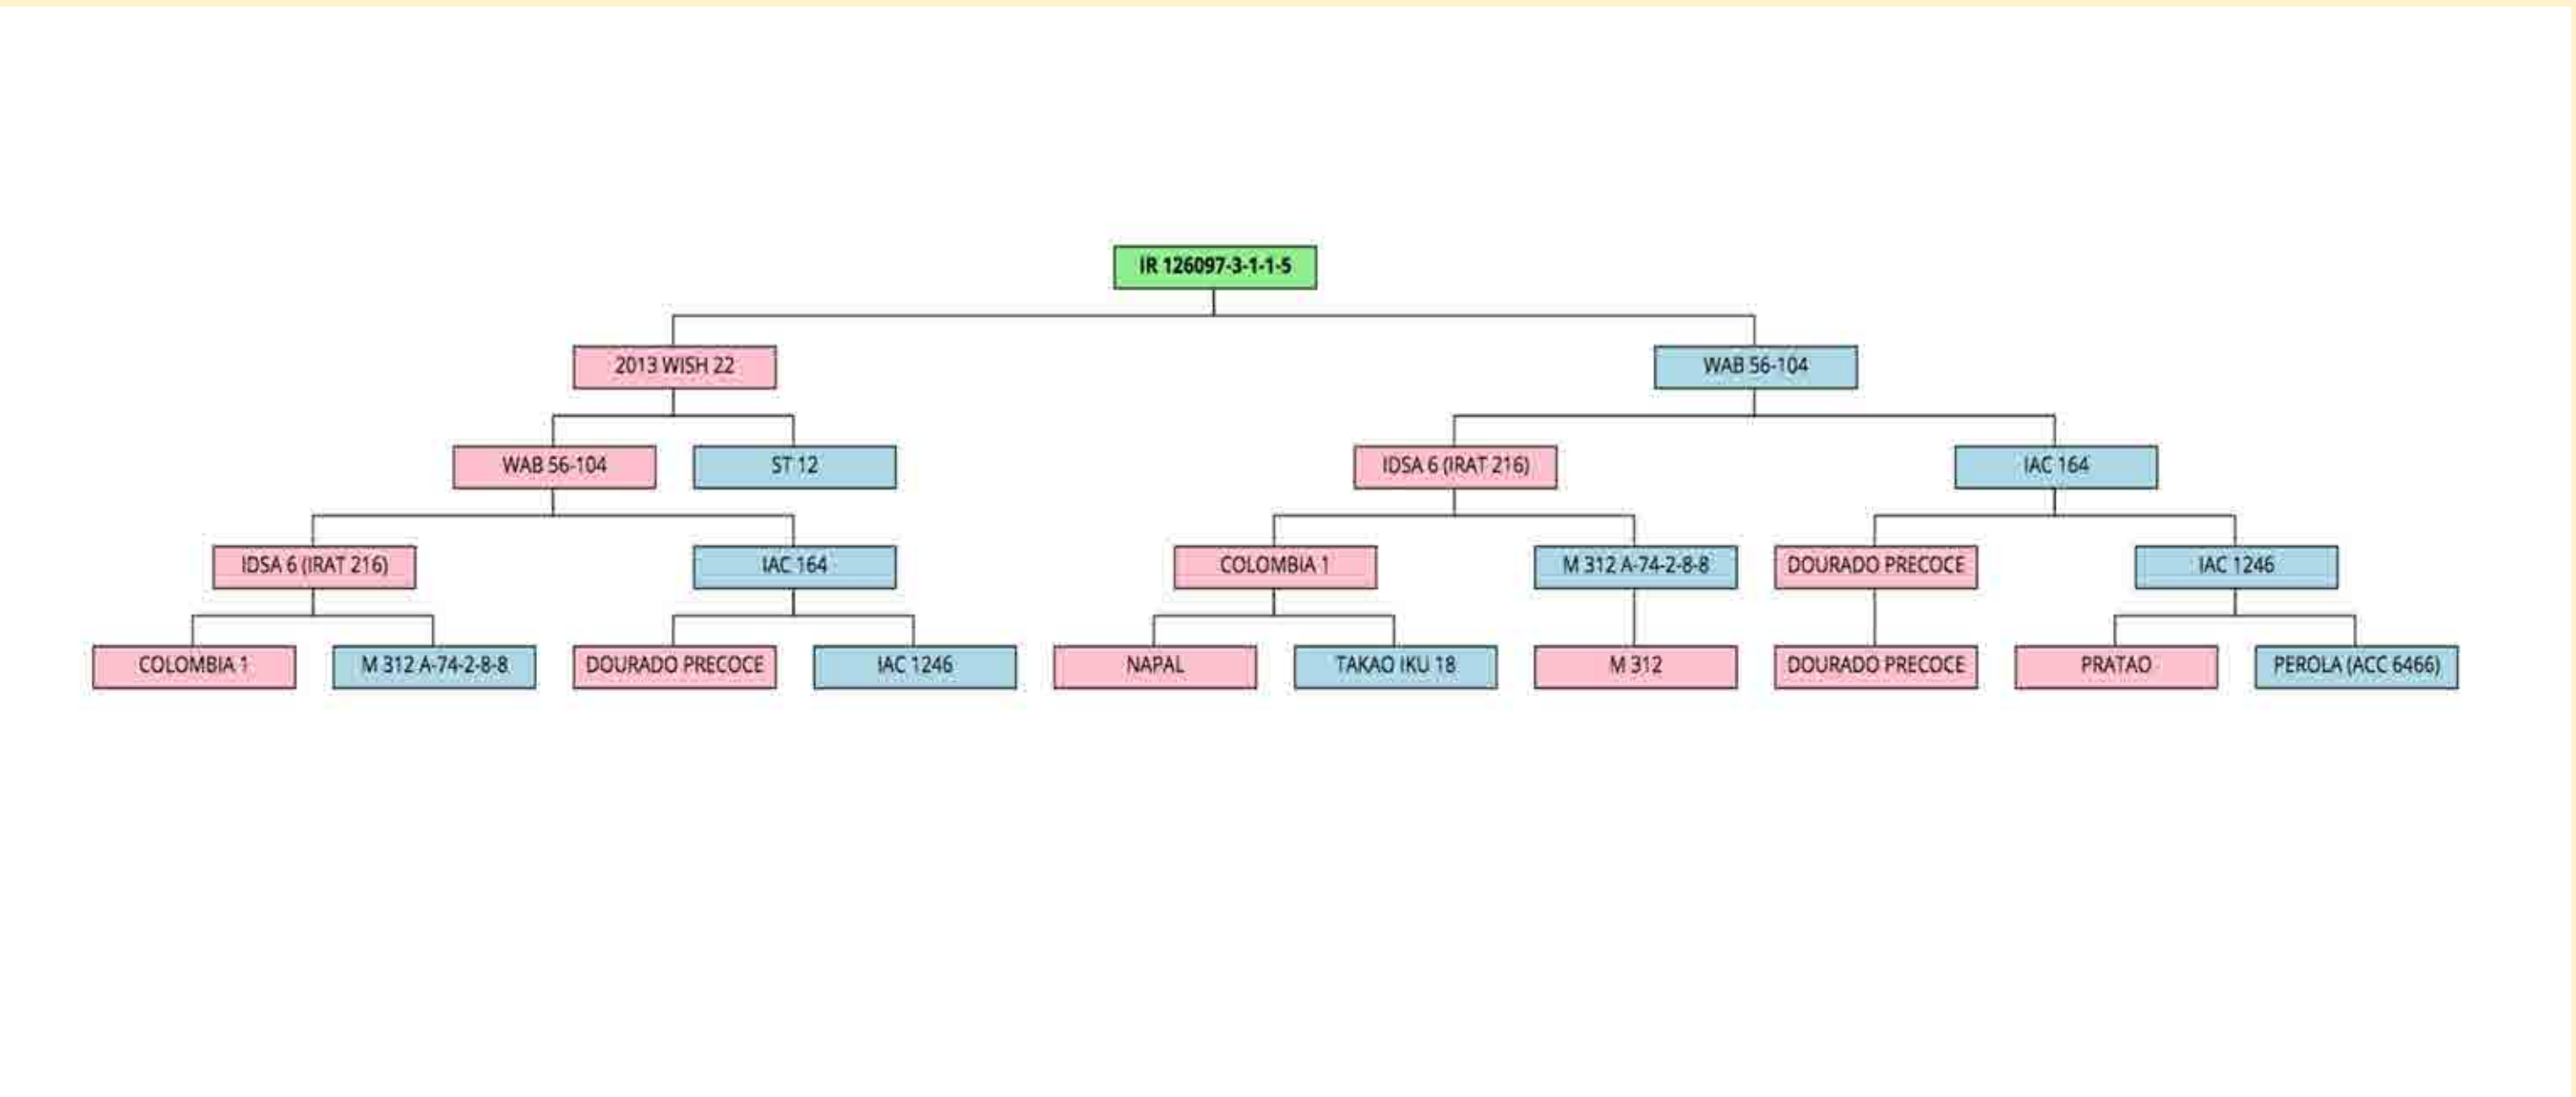 IR 126097-3-1-1-5
2013 WISH 22
WAB 56-104
WAB 56-104
ST 12
IDSA 6 (IRAT 216)
IAC 164
IDSA 6 (IRAT 216)
IAC 164
COLOMBIA 1
M 312 A-74-2-8-8
DOURADO PRECOCE
IAC 1246
COLOMBIA 1
M 312 A-74-2-8-8
DOURADO PRECOCE
IAC 1246
NAPAL
TAKAO IKU 18
M 312
DOURADO PRECOCE
PRATAO
PEROLA (ACC 6466)